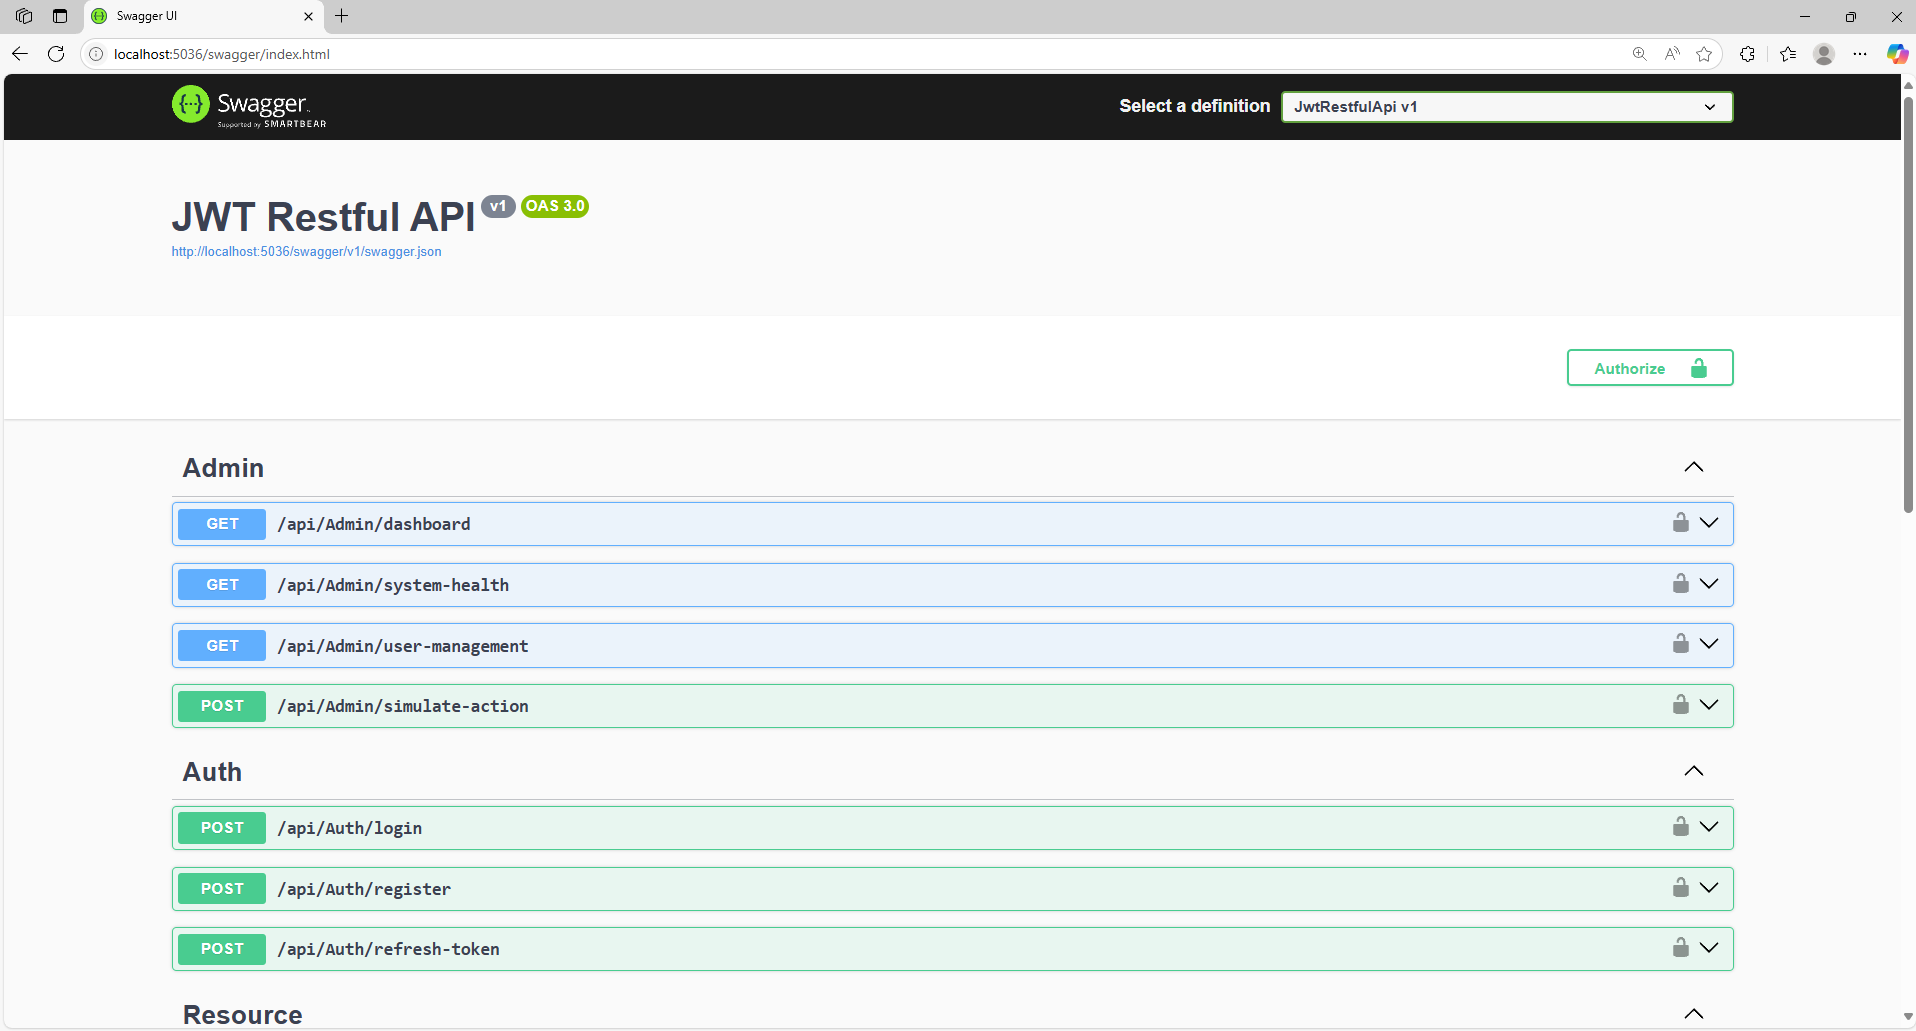 Swagger UI
localhost:5036/swagger/index.html
Swagger
Supported by SMARTBEAR
Select a definition
JwtRestfulApi v1
JWT Restful API v1 OAS 3.0
http://localhost:5036/swagger/v1/swagger.json
Authorize
Admin
GET /api/Admin/dashboard
GET /api/Admin/system-health
GET /api/Admin/user-management
POST /api/Admin/simulate-action
Auth
POST /api/Auth/login
POST /api/Auth/register
POST /api/Auth/refresh-token
Resource